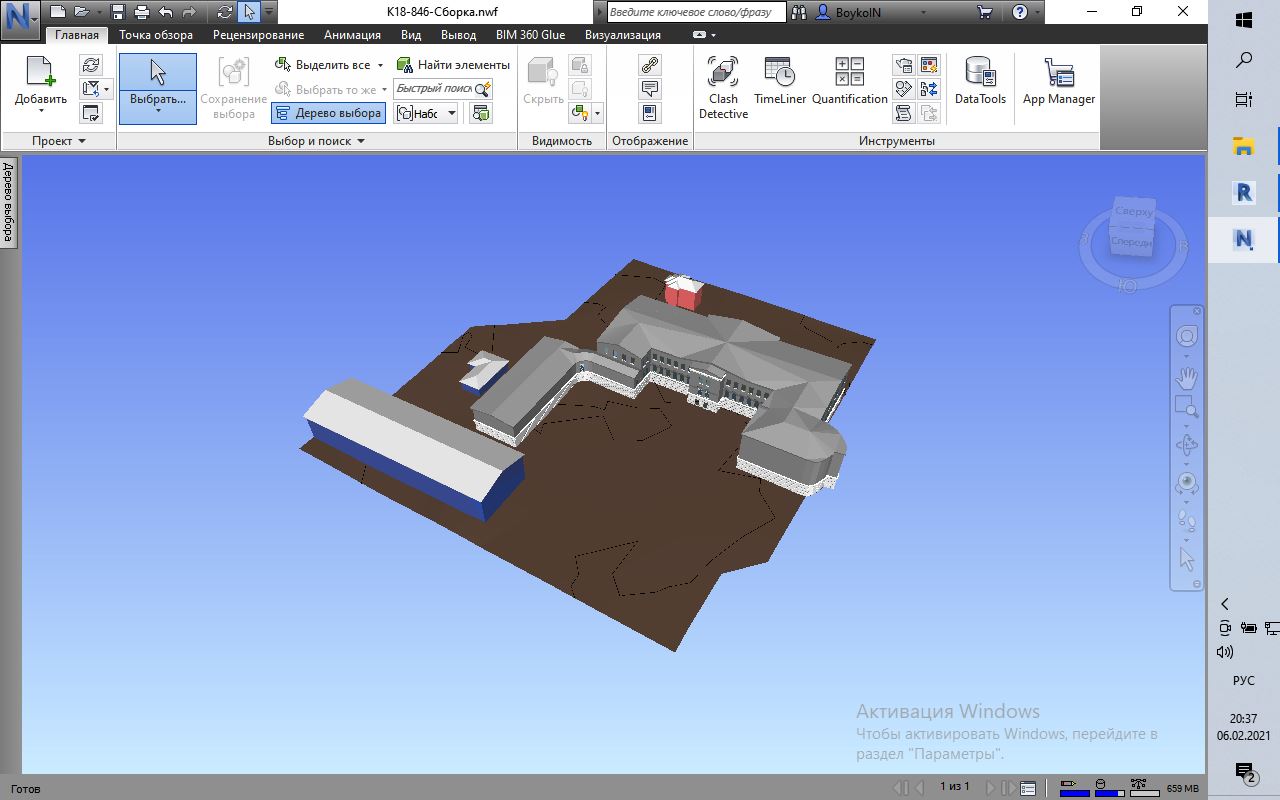 N
К18-846-Сборка.nwf
Введите ключевое слово/фразу
BoykoIN
?
Главная
Точка обзора
Рецензирование
Анимация
Вид
Вывод
BIM 360 Glue
Визуализация
Добавить
Выбрать...
Сохранение
выбора
Выделить все
Выбрать то же
Дерево выбора
Найти элементы
Быстрый поиск
Набс
Скрыть
Clash
Detective
TimeLiner
Quantification
DataTools
App Manager
Проект
Выбор и поиск
Видимость
Отображение
Инструменты
Дерево выбора
Сверху
Спереди
З
В
Ю
R
N
Активация Windows
Чтобы активировать Windows, перейдите в
раздел "Параметры".
РУС
20:37
06.02.2021
2
Готов
1 из 1
659 MB